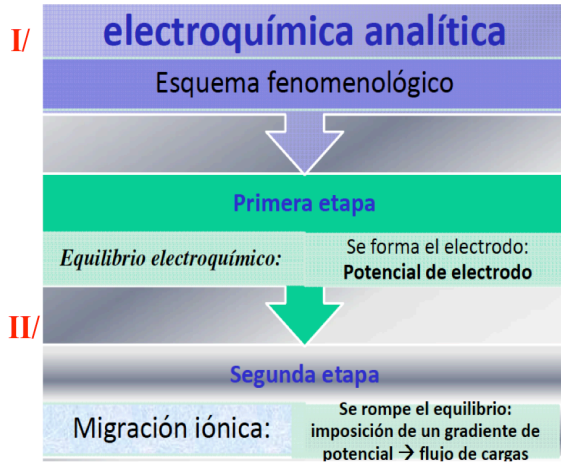 I/
electroquímica analítica
Esquema fenomenológico
Primera etapa
Equilibrio electroquímico:
Se forma el electrodo:
Potencial de electrodo
II/
Segunda etapa
Migración iónica:
Se rompe el equilibrio:
imposición de un gradiente de
potencial → flujo de cargas